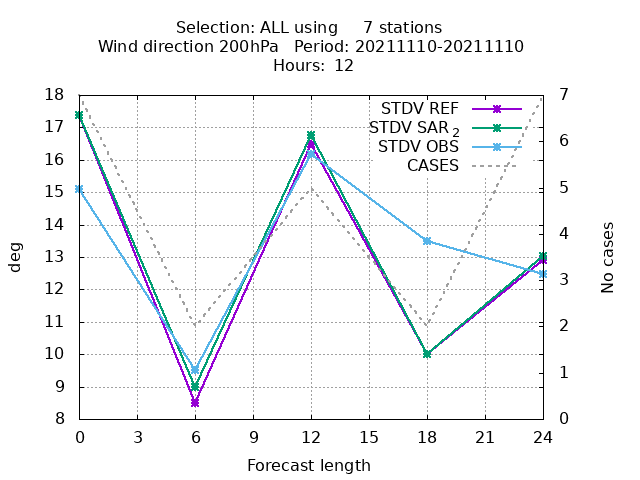 Selection: ALL using 7 stations
Wind direction 200hPa Period: 20211110-20211110
Hours: 12
STDV REF
STDV SAR 2
STDV OBS
CASES
deg
No cases
18
17
16
15
14
13
12
11
10
9
8
7
6
5
4
3
2
1
0
0 3 6 9 12 15 18 21 24
Forecast length